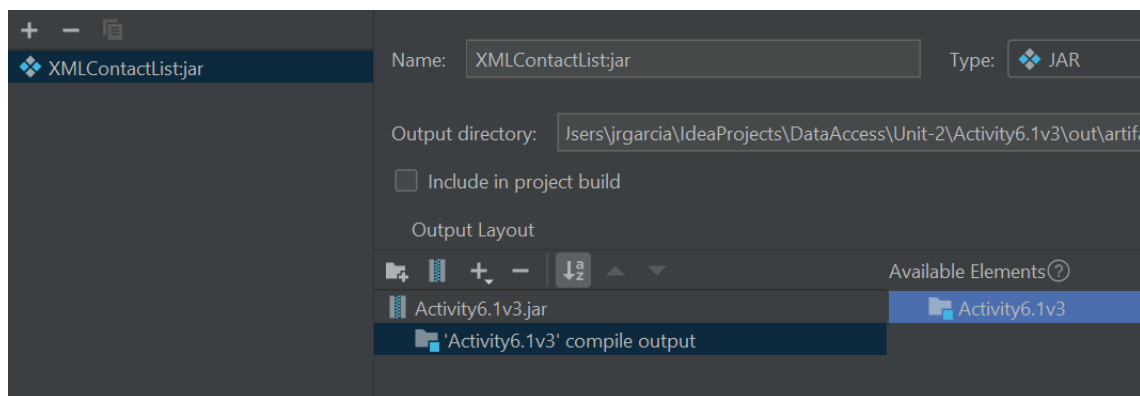 XMLContactList:jar
Name: XMLContactList:jar Type: JAR
Output directory: Jsers\jrgarcia\IdeaProjects\DataAccess\Unit-2\Activity6.1v3\out\artifa
Include in project build
Output Layout
Available Elements ?
Activity6.1v3.jar Activity6.1v3
'Activity6.1v3' compile output